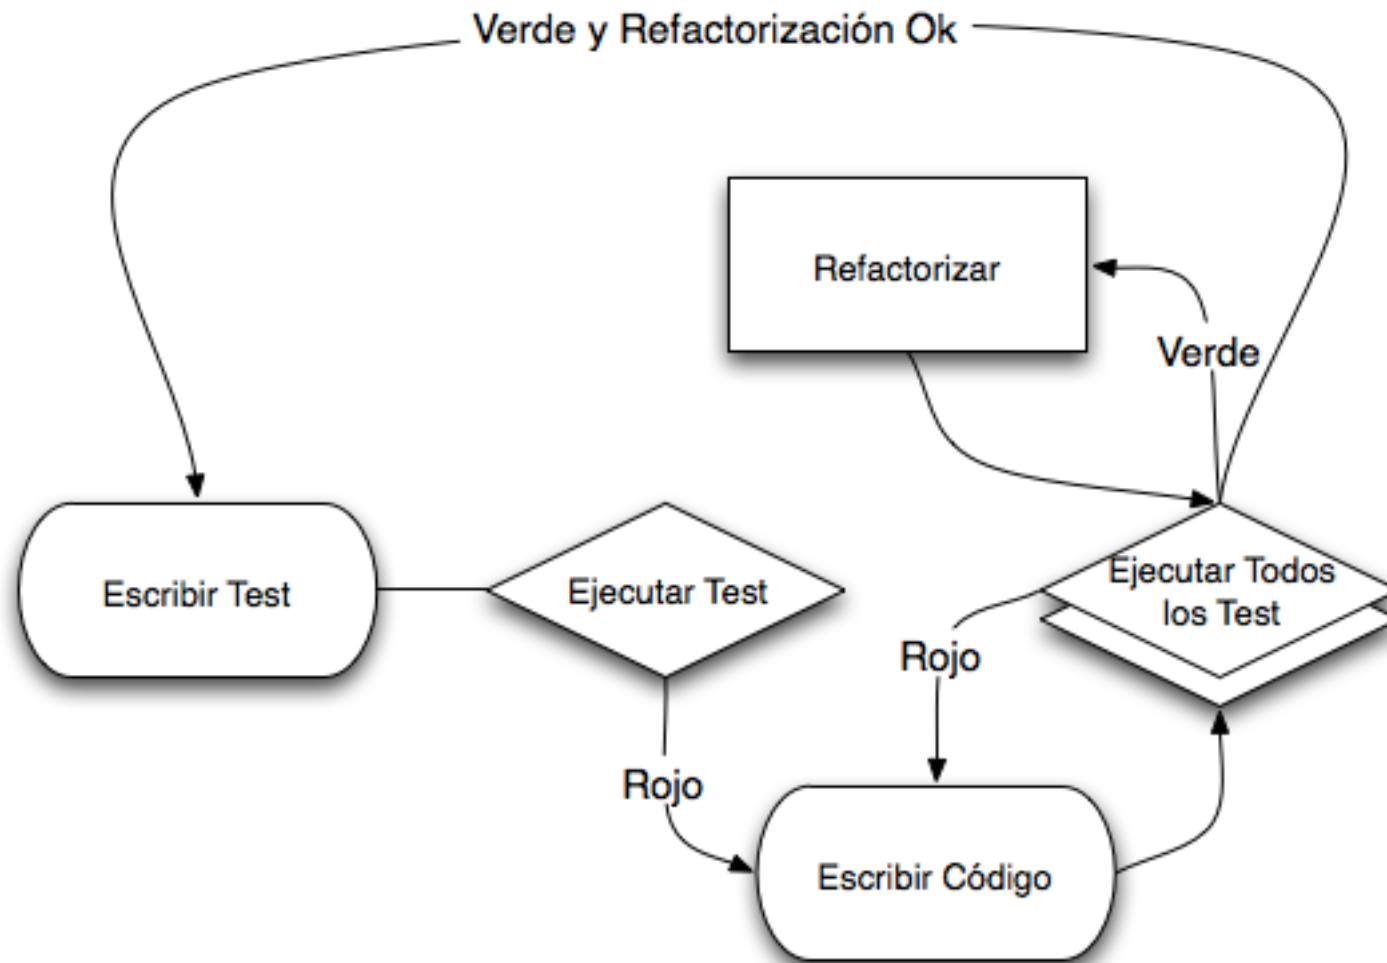 Verde y Refactorización Ok
Refactorizar
Verde
Escribir Test
Ejecutar Test
Ejecutar Todos
los Test
Rojo
Rojo
Escribir Código